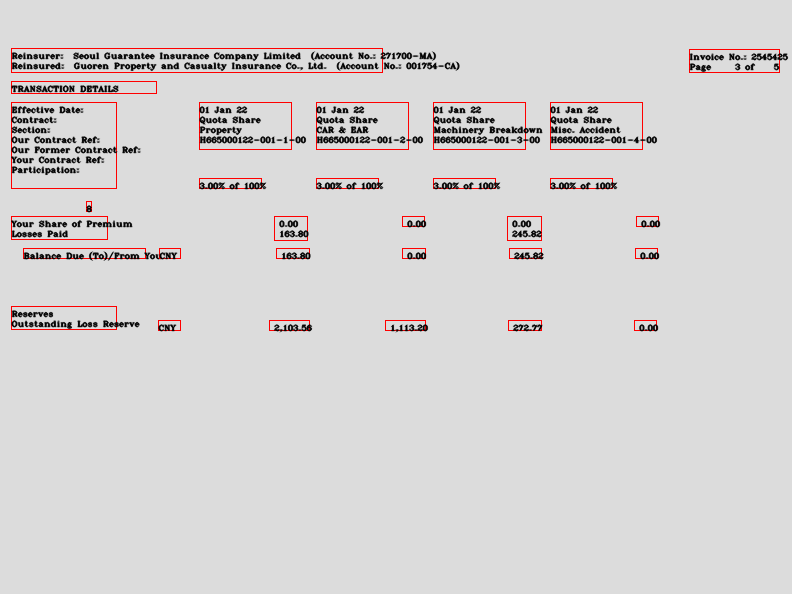 Reinsurer: Seoul Guarantee Insurance Company Limited (Account No.: 271700-MA)
Reinsured: Guoren Property and Casualty Insurance Co., Ltd. (Account No.: 001754-CA)
Invoice No.: 2545425
Page 3 of 5
TRANSACTION DETAILS
Effective Date: 01 Jan 22 01 Jan 22 01 Jan 22 01 Jan 22
Contract: Quota Share Quota Share Quota Share Quota Share
Section: Property CAR & EAR Machinery Breakdown Misc. Accident
Our Contract Ref: H665000122-001-1-00 H665000122-001-2-00 H665000122-001-3-00 H665000122-001-4-00
Our Former Contract Ref:
Your Contract Ref:
Participation:
3.00% of 100% 3.00% of 100% 3.00% of 100% 3.00% of 100%
Your Share of Premium 0.00 0.00 0.00 0.00
Losses Paid 163.80 245.82
Balance Due (To)/From You CNY 163.80 0.00 245.82 0.00
Reserves
Outstanding Loss Reserve CNY 2,103.56 1,113.20 272.77 0.00